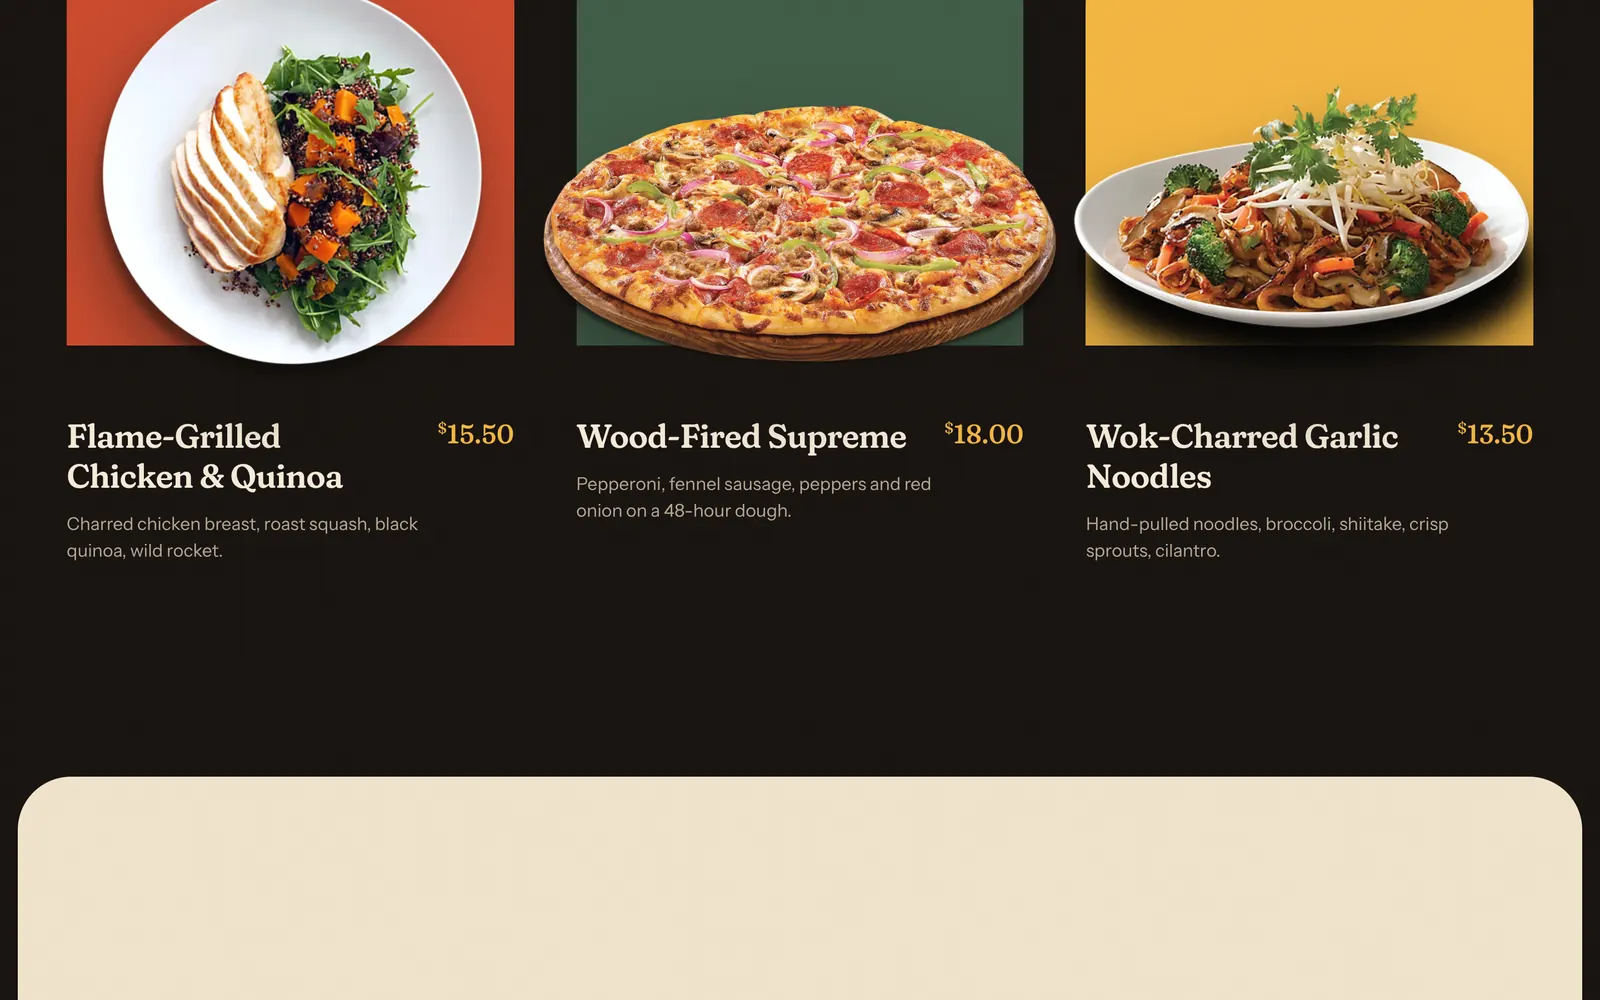 Flame-Grilled
Chicken & Quinoa
$15.50
Charred chicken breast, roast squash, black
quinoa, wild rocket.
Wood-Fired Supreme
$18.00
Pepperoni, fennel sausage, peppers and red
onion on a 48-hour dough.
Wok-Charred Garlic
Noodles
$13.50
Hand-pulled noodles, broccoli, shiitake, crisp
sprouts, cilantro.